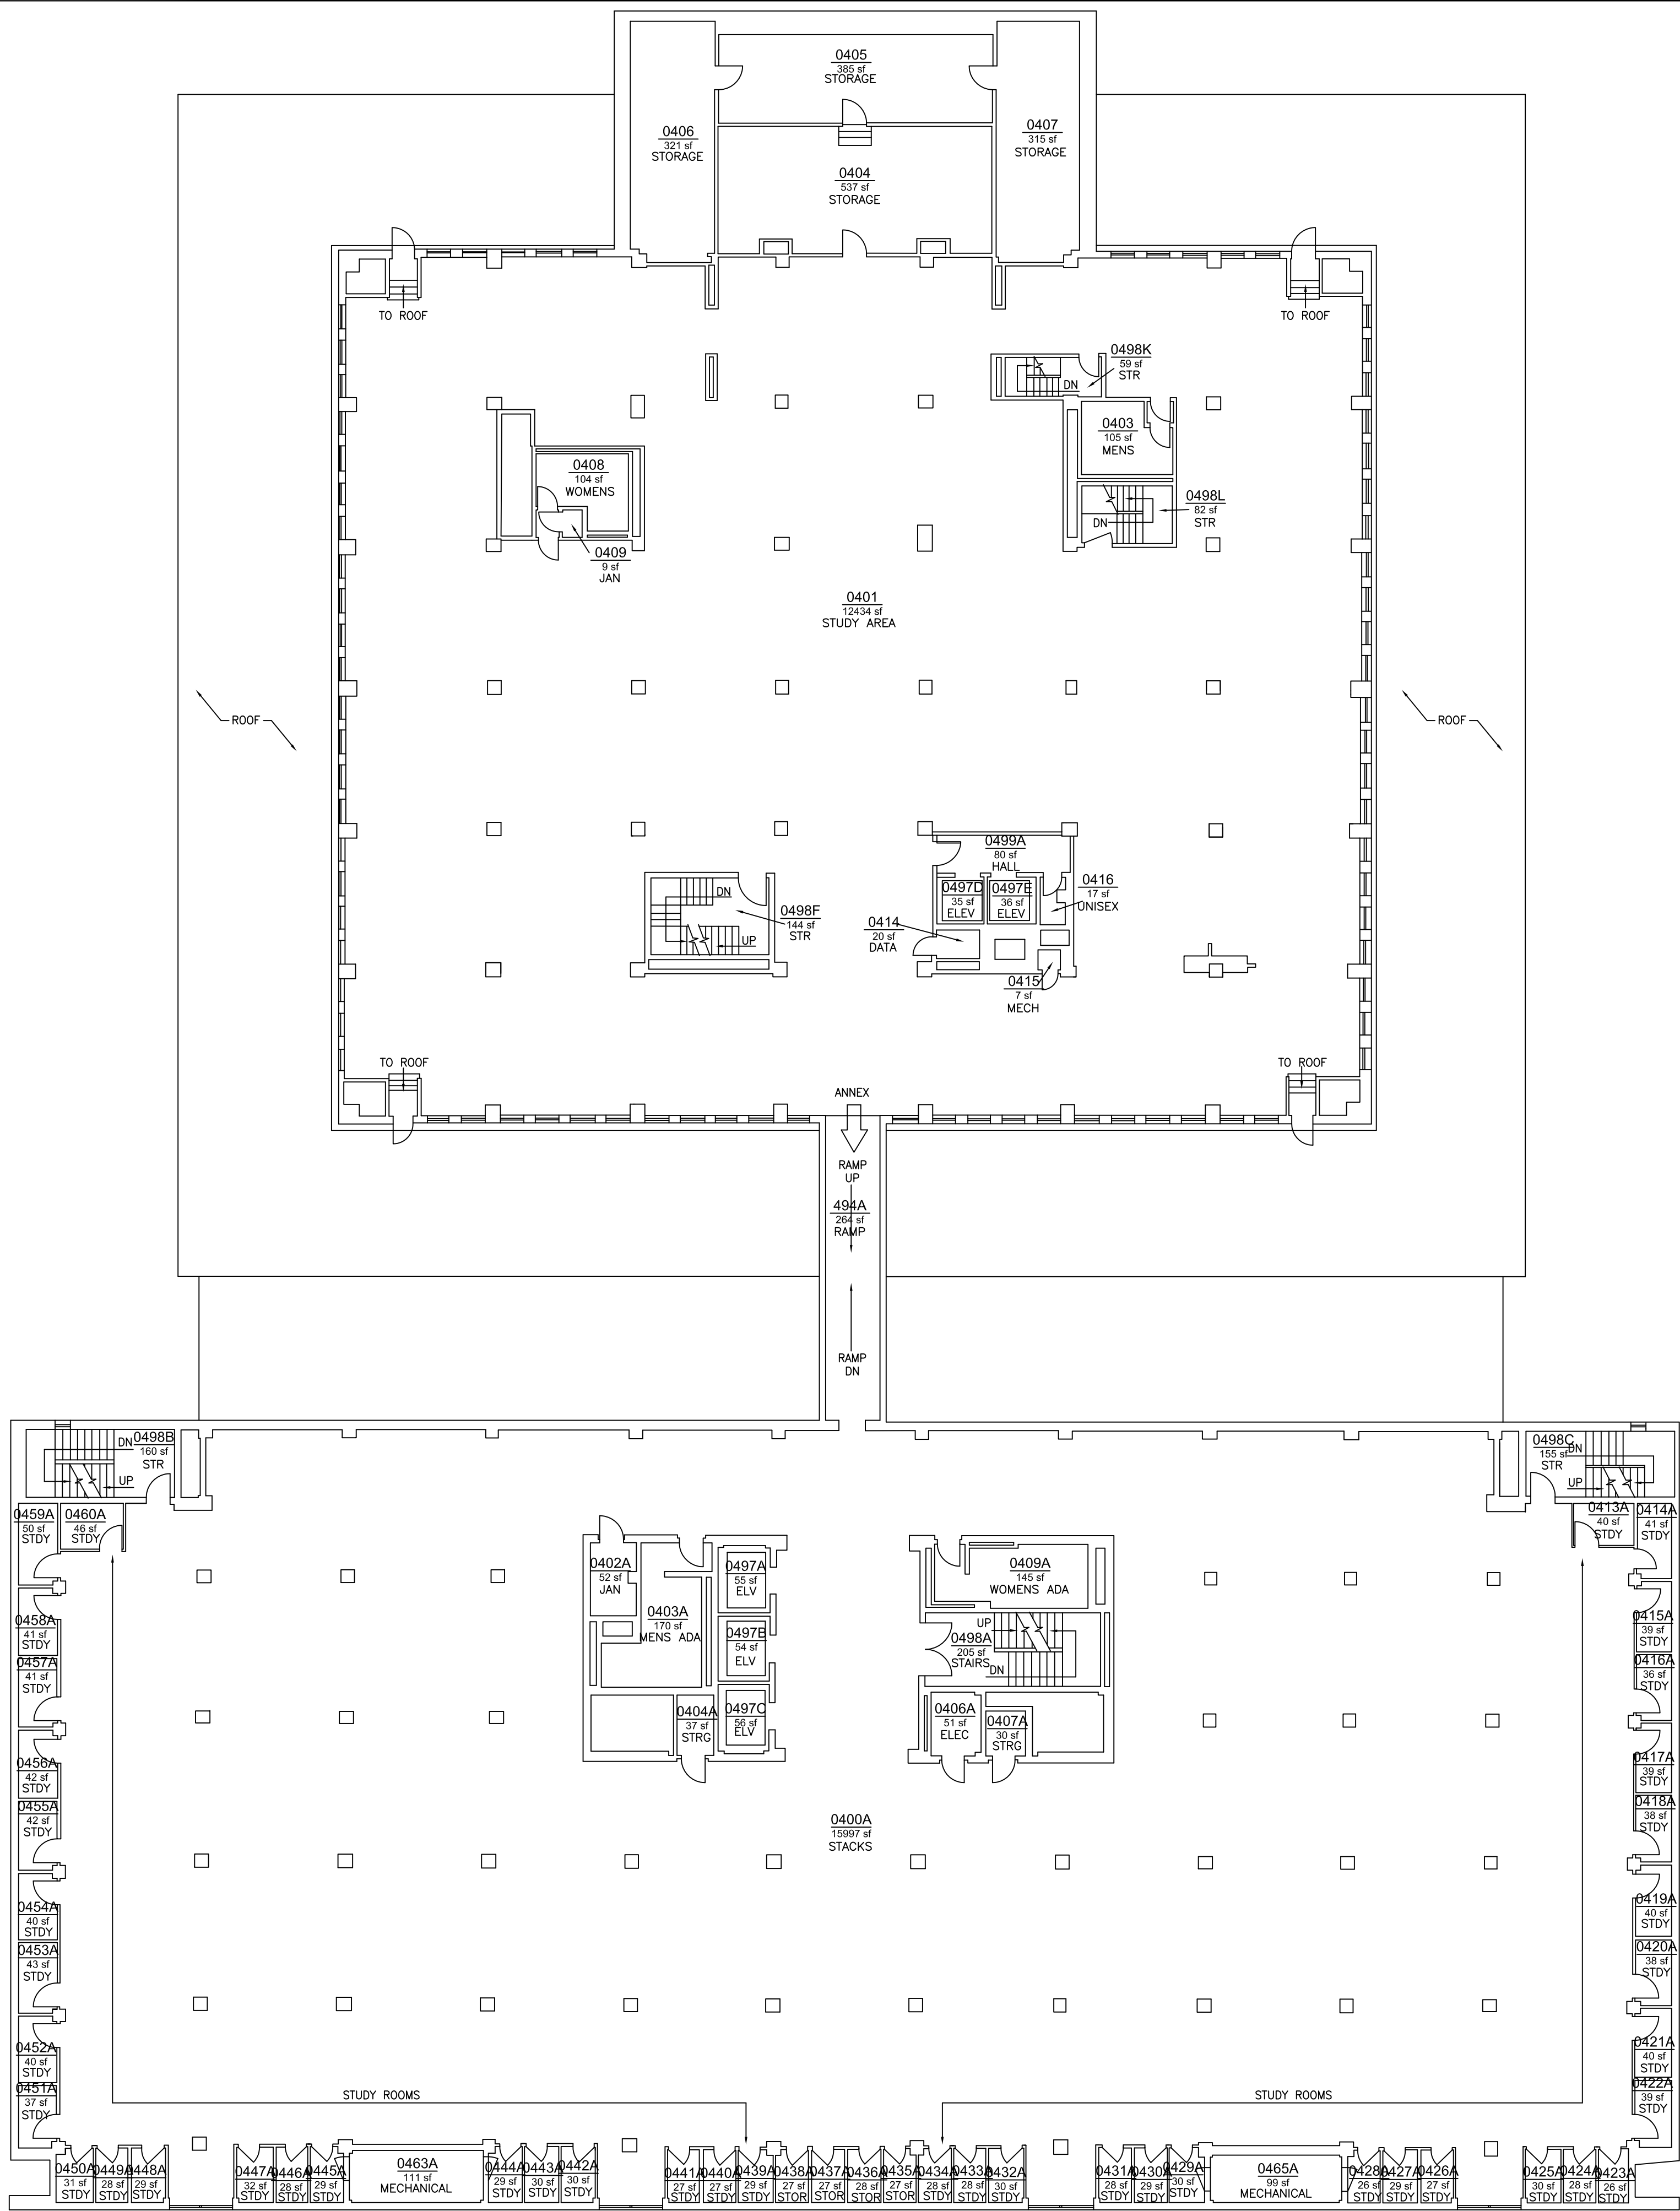 0405
385 sf
STORAGE
0406
321 sf
STORAGE
0407
315 sf
STORAGE
0404
537 sf
STORAGE
TO ROOF
TO ROOF
0498K
59 sf
STR
DN
0403
105 sf
MENS
0408
104 sf
WOMENS
0498L
82 sf
STR
DN
0409
9 sf
JAN
0401
12434 sf
STUDY AREA
ROOF
ROOF
0499A
80 sf
HALL
0497D
35 sf
ELEV
0497E
36 sf
ELEV
0416
17 sf
UNISEX
DN
UP
0498F
144 sf
STR
0414
20 sf
DATA
0415
7 sf
MECH
TO ROOF
TO ROOF
ANNEX
RAMP
UP
494A
264 sf
RAMP
RAMP
DN
DN
0498B
160 sf
STR
UP
0498C
155 sf
STR
DN
UP
0459A
50 sf
STDY
0460A
46 sf
STDY
0413A
40 sf
STDY
0414A
41 sf
STDY
0402A
52 sf
JAN
0403A
170 sf
MENS ADA
0497A
55 sf
ELV
0497B
54 sf
ELV
0497C
56 sf
ELV
0404A
37 sf
STRG
0409A
145 sf
WOMENS ADA
UP
0498A
205 sf
STAIRS
DN
0406A
51 sf
ELEC
0407A
30 sf
STRG
0458A
41 sf
STDY
0457A
41 sf
STDY
0456A
42 sf
STDY
0455A
42 sf
STDY
0454A
40 sf
STDY
0453A
43 sf
STDY
0452A
40 sf
STDY
0451A
37 sf
STDY
0415A
39 sf
STDY
0416A
36 sf
STDY
0417A
39 sf
STDY
0418A
38 sf
STDY
0419A
40 sf
STDY
0420A
38 sf
STDY
0421A
40 sf
STDY
0422A
39 sf
STDY
0400A
15997 sf
STACKS
STUDY ROOMS
STUDY ROOMS
0450A
31 sf
STDY
0449A
28 sf
STDY
0448A
29 sf
STDY
0447A
32 sf
STDY
0446A
28 sf
STDY
0445A
29 sf
STDY
0463A
111 sf
MECHANICAL
0444A
29 sf
STDY
0443A
30 sf
STDY
0442A
30 sf
STDY
0441A
27 sf
STDY
0440A
27 sf
STDY
0439A
29 sf
STDY
0438A
27 sf
STOR
0437A
27 sf
STOR
0436A
28 sf
STOR
0435A
27 sf
STOR
0434A
28 sf
STDY
0433A
28 sf
STDY
0432A
30 sf
STDY
0431A
28 sf
STDY
0430A
29 sf
STDY
0429A
30 sf
STDY
0465A
99 sf
MECHANICAL
0428A
26 sf
STDY
0427A
29 sf
STDY
0426A
27 sf
STDY
0425A
30 sf
STDY
0424A
28 sf
STDY
0423A
26 sf
STDY